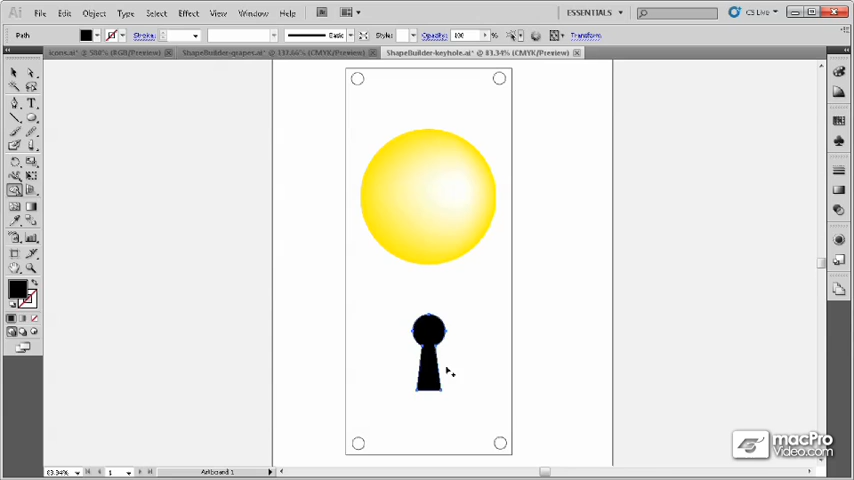 Ai File Edit Object Type Select Effect View Window Help Br ESSENTIALS CS Live
Path Stroke: Basic Style: Opacity: 100 % Transform
icons.ai* @ 500% (RGB/Preview) ShapeBuilder-grapes.ai* @ 137.66% (CMYK/Preview) ShapeBuilder-keyhole.ai* @ 83.34% (CMYK/Preview)
T
83.34% 1 Artboard 1
macPro
Video.com